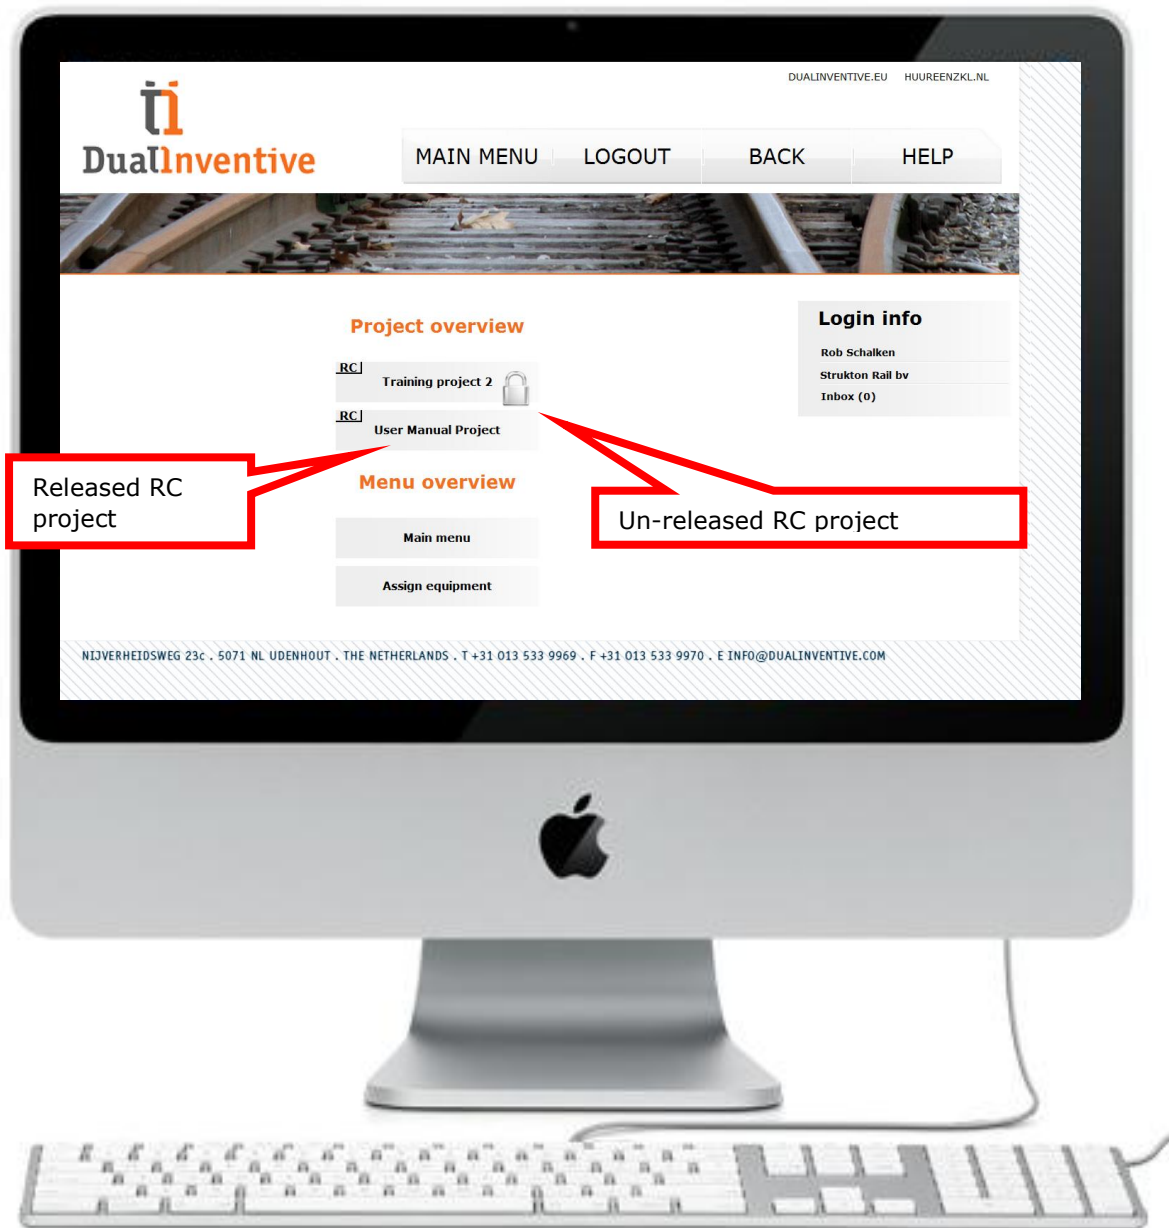 DUALINVENTIVE.EU HUUREENZKL.NL
DualInventive
MAIN MENU LOGOUT BACK HELP
Project overview
RC
Training project 2
RC
User Manual Project
Menu overview
Main menu
Assign equipment
Login info
Rob Schalken
Strukton Rail bv
Inbox (0)
Released RC
project
Un-released RC project
NIJVERHEIDSWEG 23c . 5071 NL UDENHOUT . THE NETHERLANDS . T +31 013 533 9969 . F +31 013 533 9970 . E INFO@DUALINVENTIVE.COM